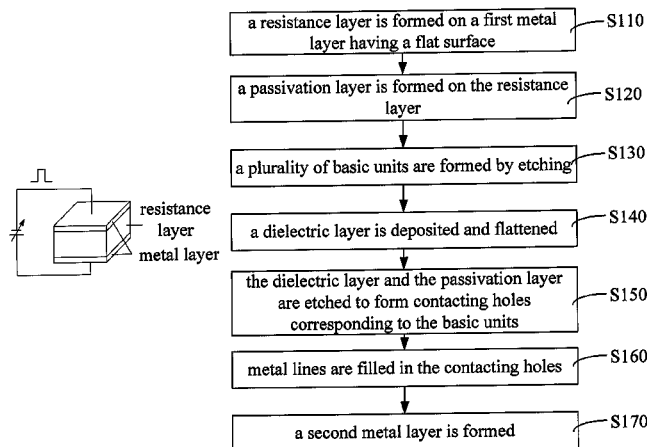 a resistance layer is formed on a first metal
layer having a flat surface
S110
a passivation layer is formed on the resistance
layer
S120
a plurality of basic units are formed by etching
S130
a dielectric layer is deposited and flattened
S140
the dielectric layer and the passivation layer
are etched to form contacting holes
corresponding to the basic units
S150
metal lines are filled in the contacting holes
S160
a second metal layer is formed
S170
resistance
layer
metal layer